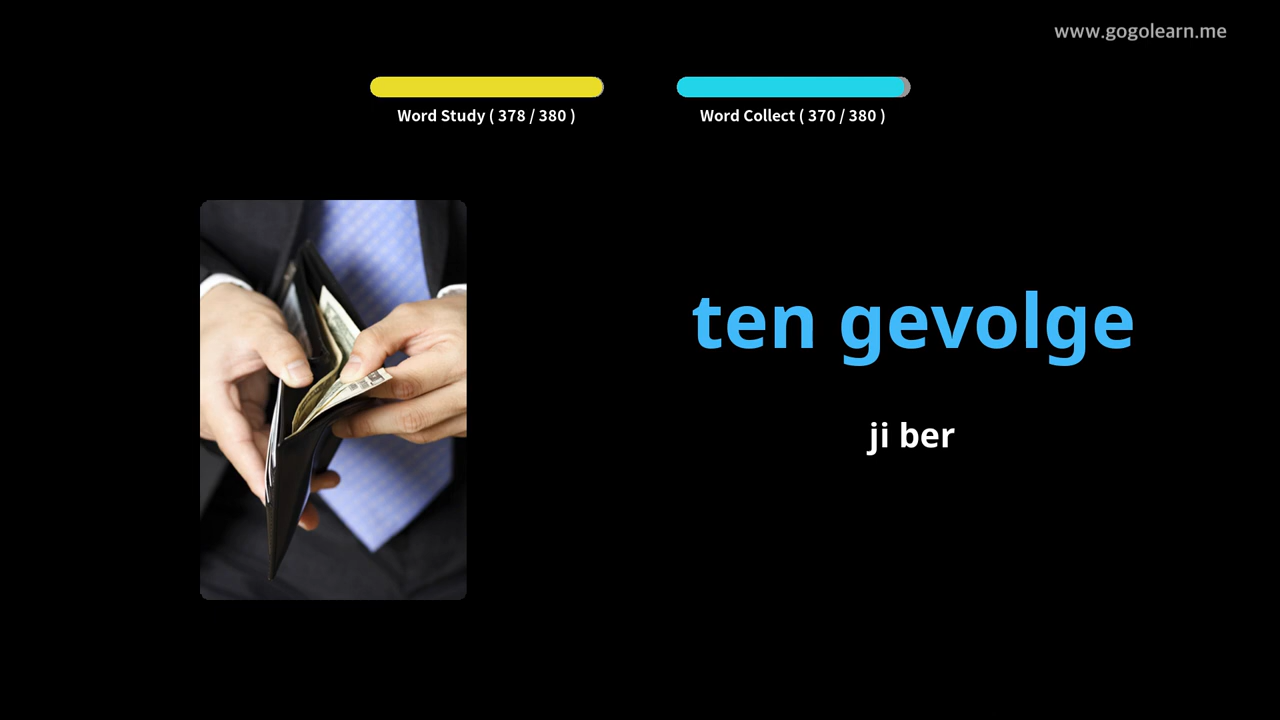 www.gogolearn.me
Word Study ( 378 / 380 )
Word Collect ( 370 / 380 )
ten gevolge
ji ber